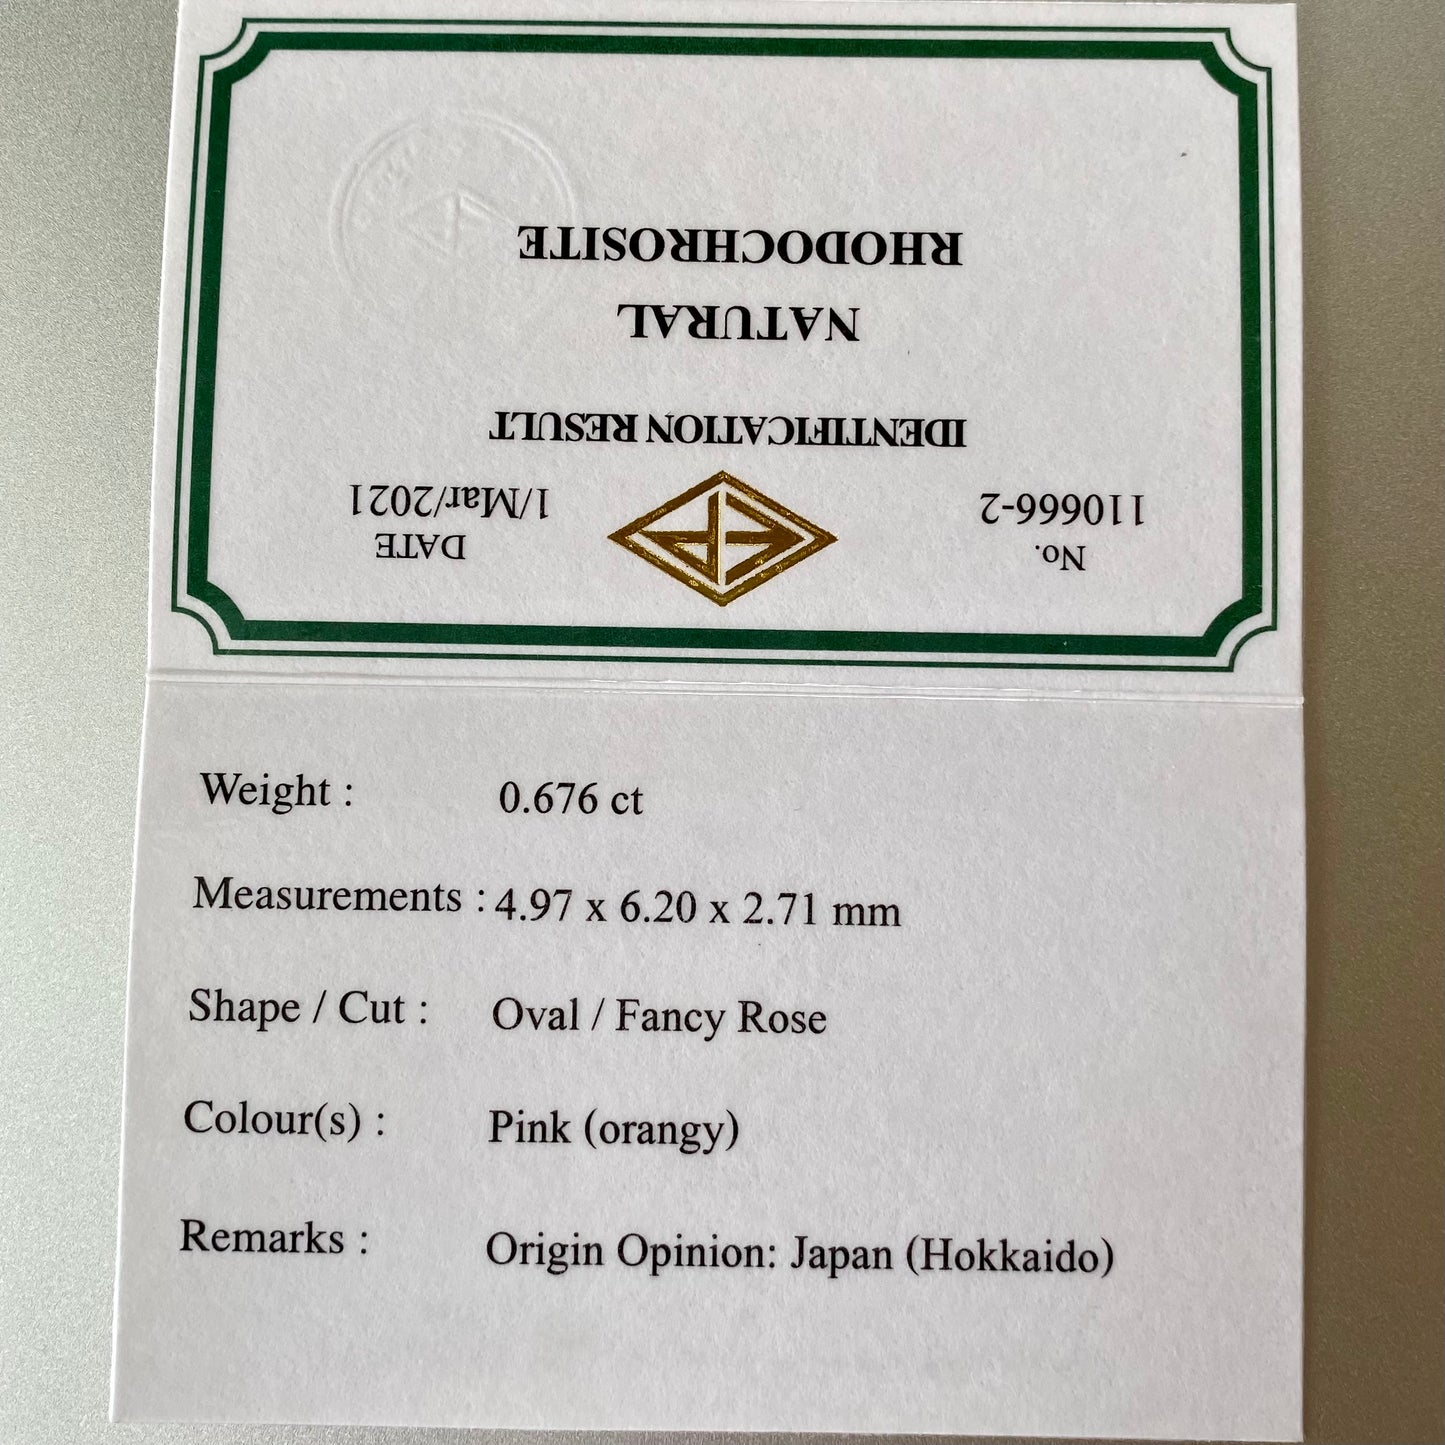 No.
110666-2
DATE
1/Mar/2021
IDENTIFICATION RESULT
NATURAL
RHODOCHROSITE
Weight : 0.676 ct
Measurements : 4.97 x 6.20 x 2.71 mm
Shape / Cut : Oval / Fancy Rose
Colour(s) : Pink (orangy)
Remarks : Origin Opinion: Japan (Hokkaido)